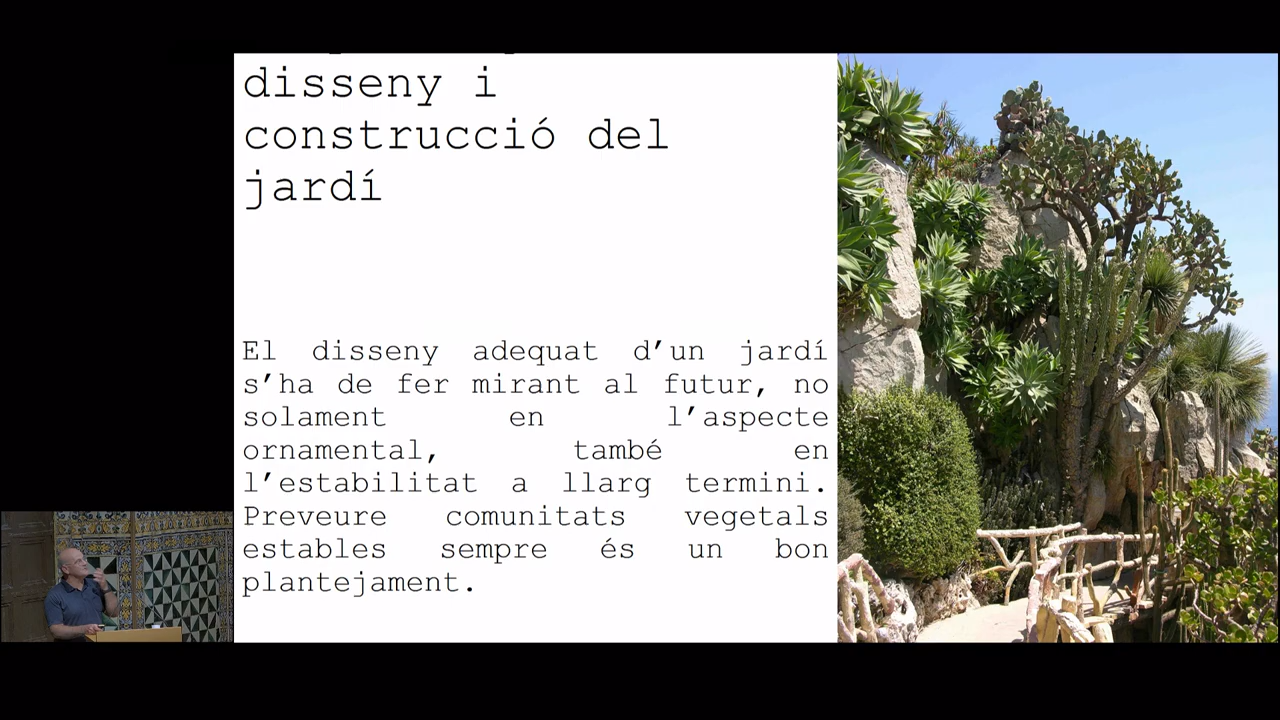 disseny i
construcció del
jardí
El disseny adequat d’un jardí
s’ha de fer mirant al futur, no
solament en l’aspecte
ornamental, també en
l’estabilitat a llarg termini.
Preveure comunitats vegetals
estables sempre és un bon
plantejament.